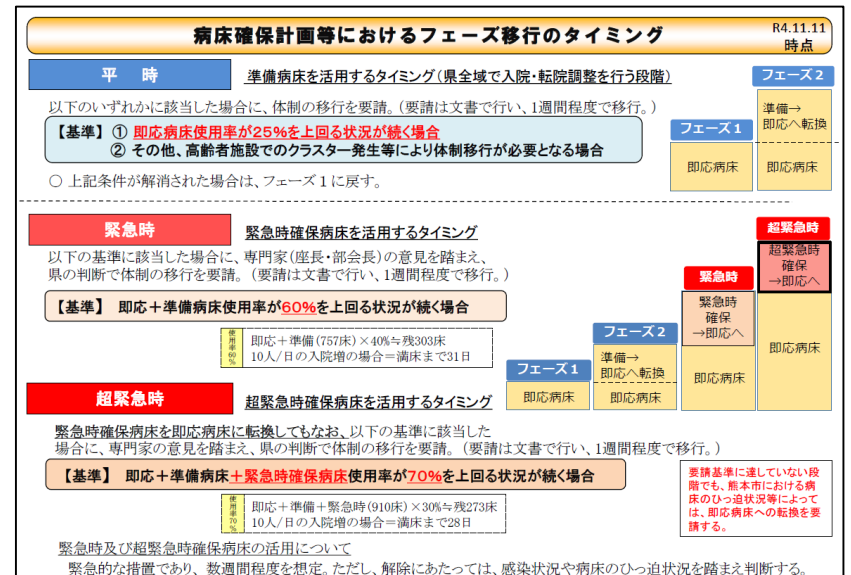 病床確保計画等におけるフェーズ移行のタイミング
R4.11.11
時点
平 時
準備病床を活用するタイミング(県全域で入院・転院調整を行う段階)
以下のいずれかに該当した場合に、体制の移行を要請。(要請は文書で行い、1週間程度で移行。)
【基準】 ① 即応病床使用率が25%を上回る状況が続く場合
② その他、高齢者施設でのクラスター発生等により体制移行が必要となる場合
○ 上記条件が解消された場合は、フェーズ1に戻す。
フェーズ1
即応病床
フェーズ2
準備→
即応へ転換
即応病床
緊急時
緊急時確保病床を活用するタイミング
以下の基準に該当した場合に、専門家(座長・部会長)の意見を踏まえ、
県の判断で体制の移行を要請。(要請は文書で行い、1週間程度で移行。)
【基準】 即応+準備病床使用率が60%を上回る状況が続く場合
使用率60%
即応+準備(757床)×40%≒残303床
10人/日の入院増の場合=満床まで31日
フェーズ1
即応病床
フェーズ2
準備→
即応へ転換
即応病床
緊急時
緊急時
確保
→即応へ
即応病床
超緊急時
超緊急時
確保
→即応へ
即応病床
超緊急時
超緊急時確保病床を活用するタイミング
緊急時確保病床を即応病床に転換してもなお、以下の基準に該当した
場合に、専門家の意見を踏まえ、県の判断で体制の移行を要請。(要請は文書で行い、1週間程度で移行。)
【基準】 即応+準備病床+緊急時確保病床使用率が70%を上回る状況が続く場合
使用率70%
即応+準備+緊急時(910床)×30%≒残273床
10人/日の入院増の場合=満床まで28日
要請基準に達していない段
階でも、熊本市における病
床のひっ迫状況等によって
は、即応病床への転換を要
請する。
緊急時及び超緊急時確保病床の活用について
緊急的な措置であり、数週間程度を想定。ただし、解除にあたっては、感染状況や病床のひっ迫状況を踏まえ判断する。